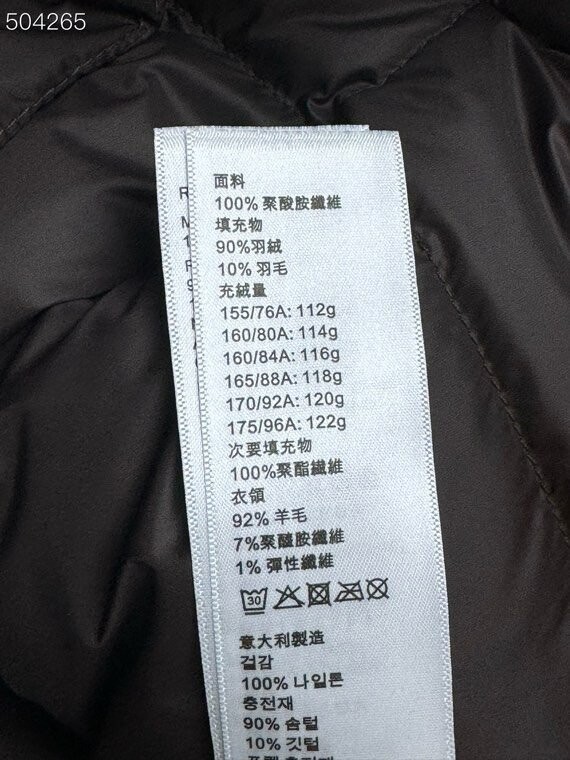 504265
面料
100% 聚酸胺纖維
填充物
90%羽絨
10% 羽毛
充絨量
155/76A: 112g
160/80A: 114g
160/84A: 116g
165/88A: 118g
170/92A: 120g
175/96A: 122g
次要填充物
100%聚酯纖維
衣領
92% 羊毛
7%聚醯胺纖維
1% 彈性纖維
30
意大利製造
겉감
100% 나일론
충전재
90% 솜털
10% 깃털